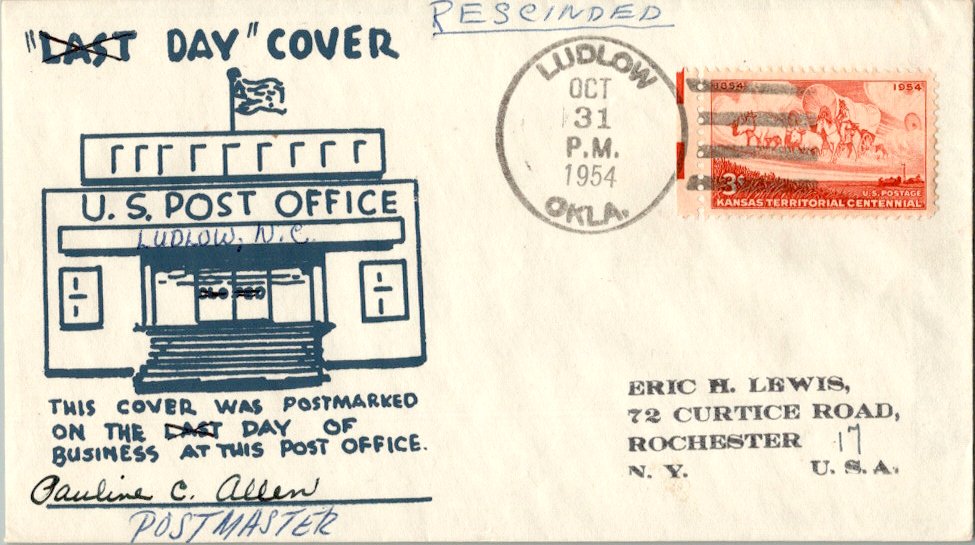 RESCINDED
"LAST DAY" COVER
U.S. POST OFFICE
LUDLOW, N.C.
CLOSED
THIS COVER WAS POSTMARKED
ON THE LAST DAY OF
BUSINESS AT THIS POST OFFICE.
Pauline C. Allen
POSTMASTER
LUDLOW
OCT
31
P.M.
1954
OKLA.
1854 1954
3¢
U.S. POSTAGE
KANSAS TERRITORIAL CENTENNIAL
ERIC H. LEWIS,
72 CURTICE ROAD,
ROCHESTER 17
N. Y. U. S. A.